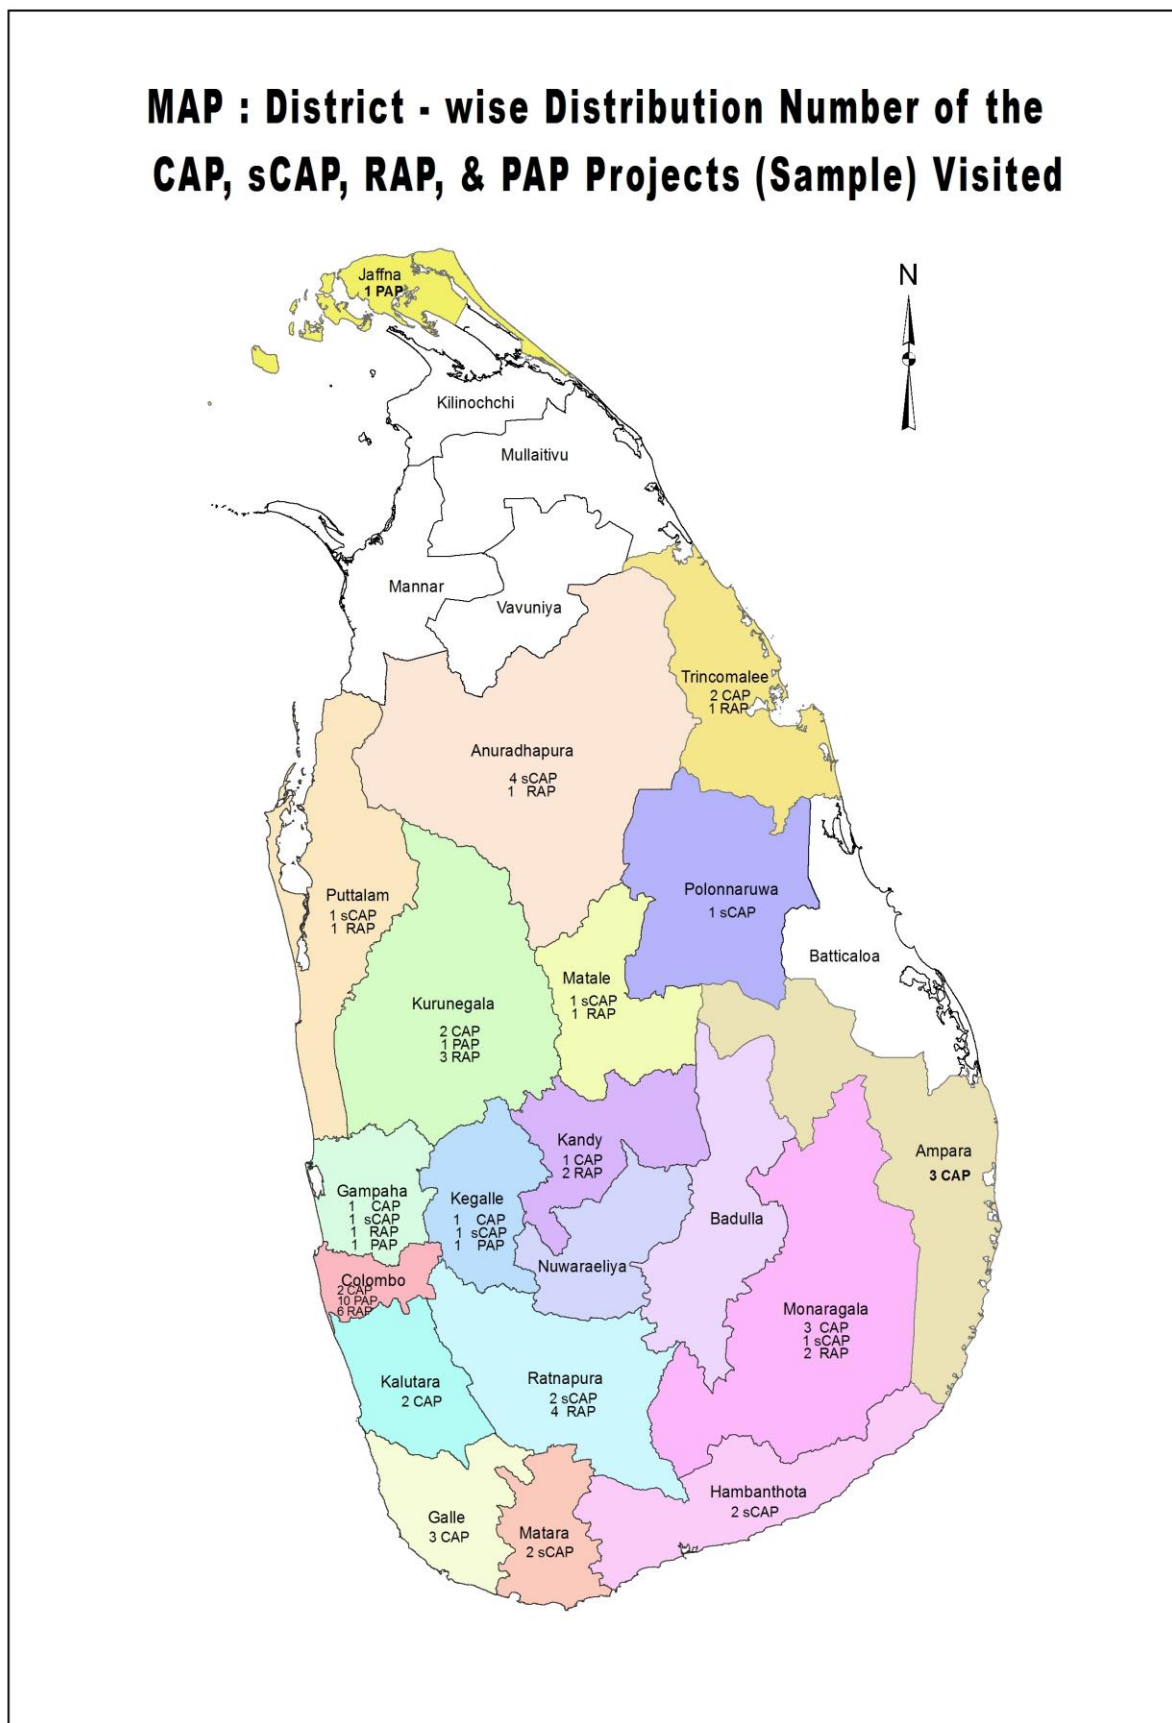 MAP : District - wise Distribution Number of the
CAP, sCAP, RAP, & PAP Projects (Sample) Visited
N
Jaffna
1 PAP
Kilinochchi
Mullaitivu
Mannar
Vavuniya
Trincomalee
2 CAP
1 RAP
Anuradhapura
4 sCAP
1 RAP
Puttalam
1 sCAP
1 RAP
Polonnaruwa
1 sCAP
Batticaloa
Kurunegala
2 CAP
1 PAP
3 RAP
Matale
1 sCAP
1 RAP
Kandy
1 CAP
2 RAP
Ampara
3 CAP
Gampaha
1 CAP
1 sCAP
1 RAP
1 PAP
Kegalle
1 CAP
1 sCAP
1 PAP
Badulla
Nuwaraeliya
Colombo
2 CAP
10 PAP
6 RAP
Monaragala
3 CAP
1 sCAP
2 RAP
Kalutara
2 CAP
Ratnapura
2 sCAP
4 RAP
Hambanthota
2 sCAP
Galle
3 CAP
Matara
2 sCAP